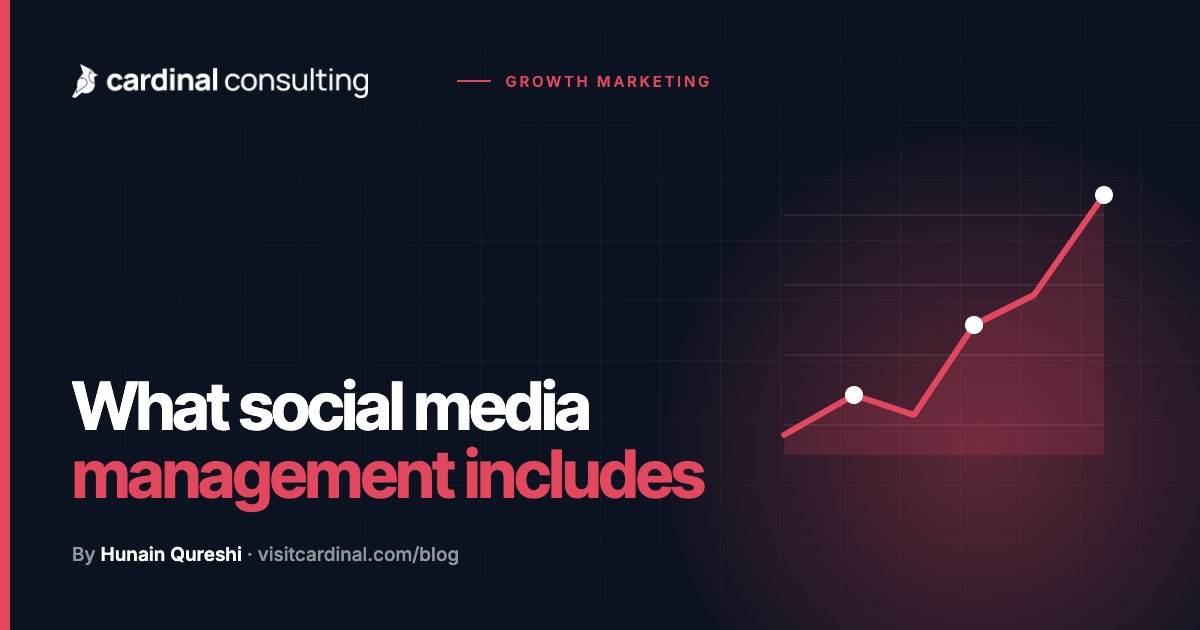 cardinal consulting
GROWTH MARKETING
What social media
management includes
By Hunain Qureshi · visitcardinal.com/blog